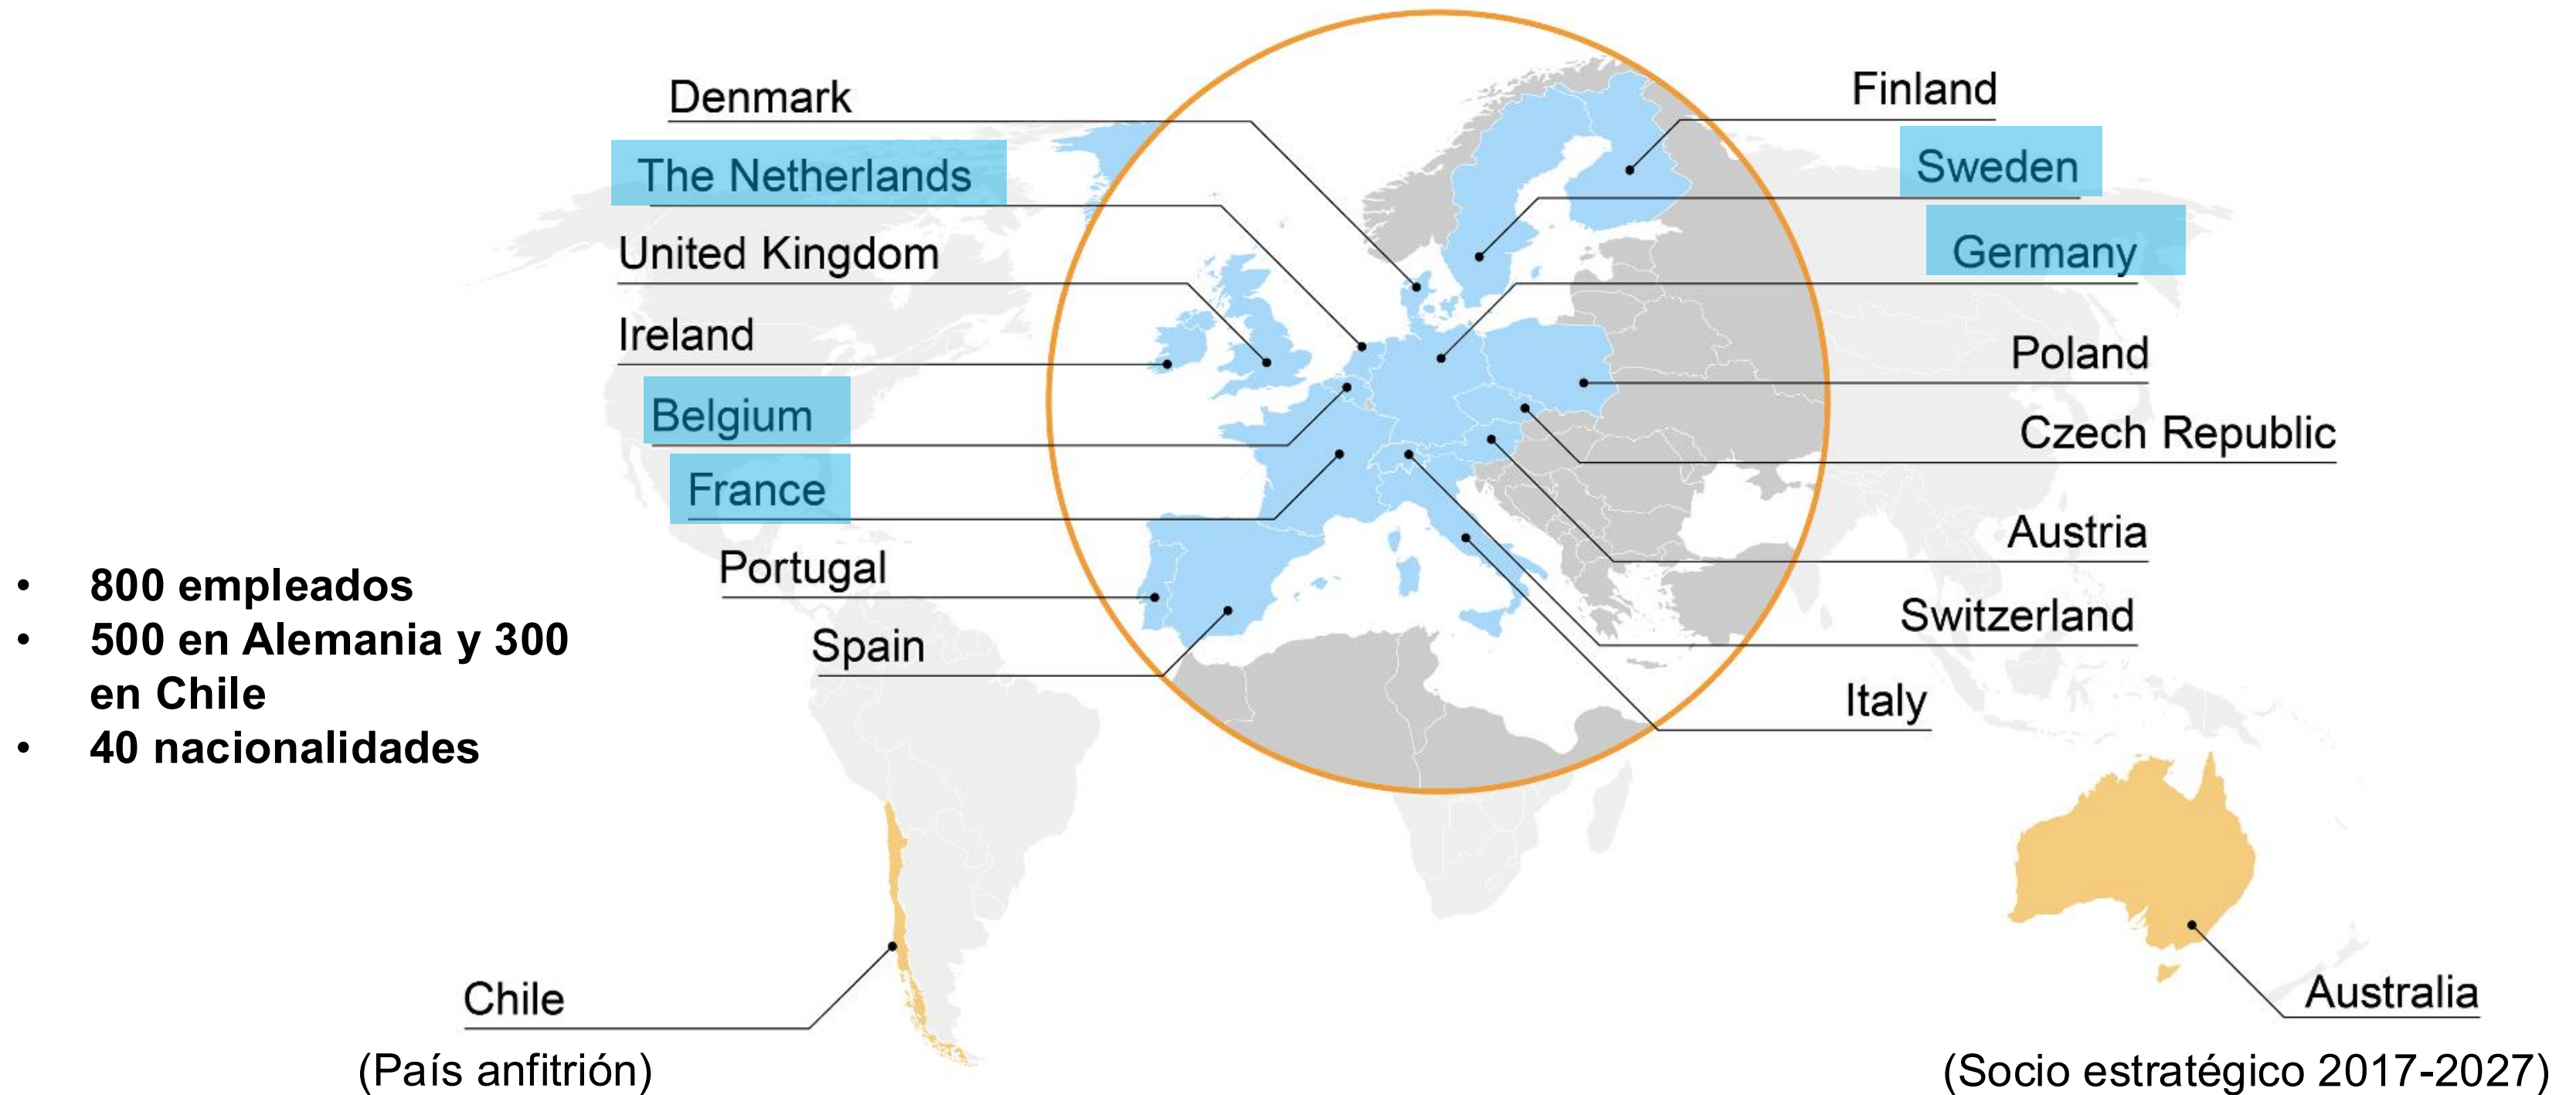 Denmark
The Netherlands
United Kingdom
Ireland
Belgium
France
Portugal
Spain
Finland
Sweden
Germany
Poland
Czech Republic
Austria
Switzerland
Italy
• 800 empleados
• 500 en Alemania y 300
en Chile
• 40 nacionalidades
Chile
(País anfitrión)
Australia
(Socio estratégico 2017-2027)